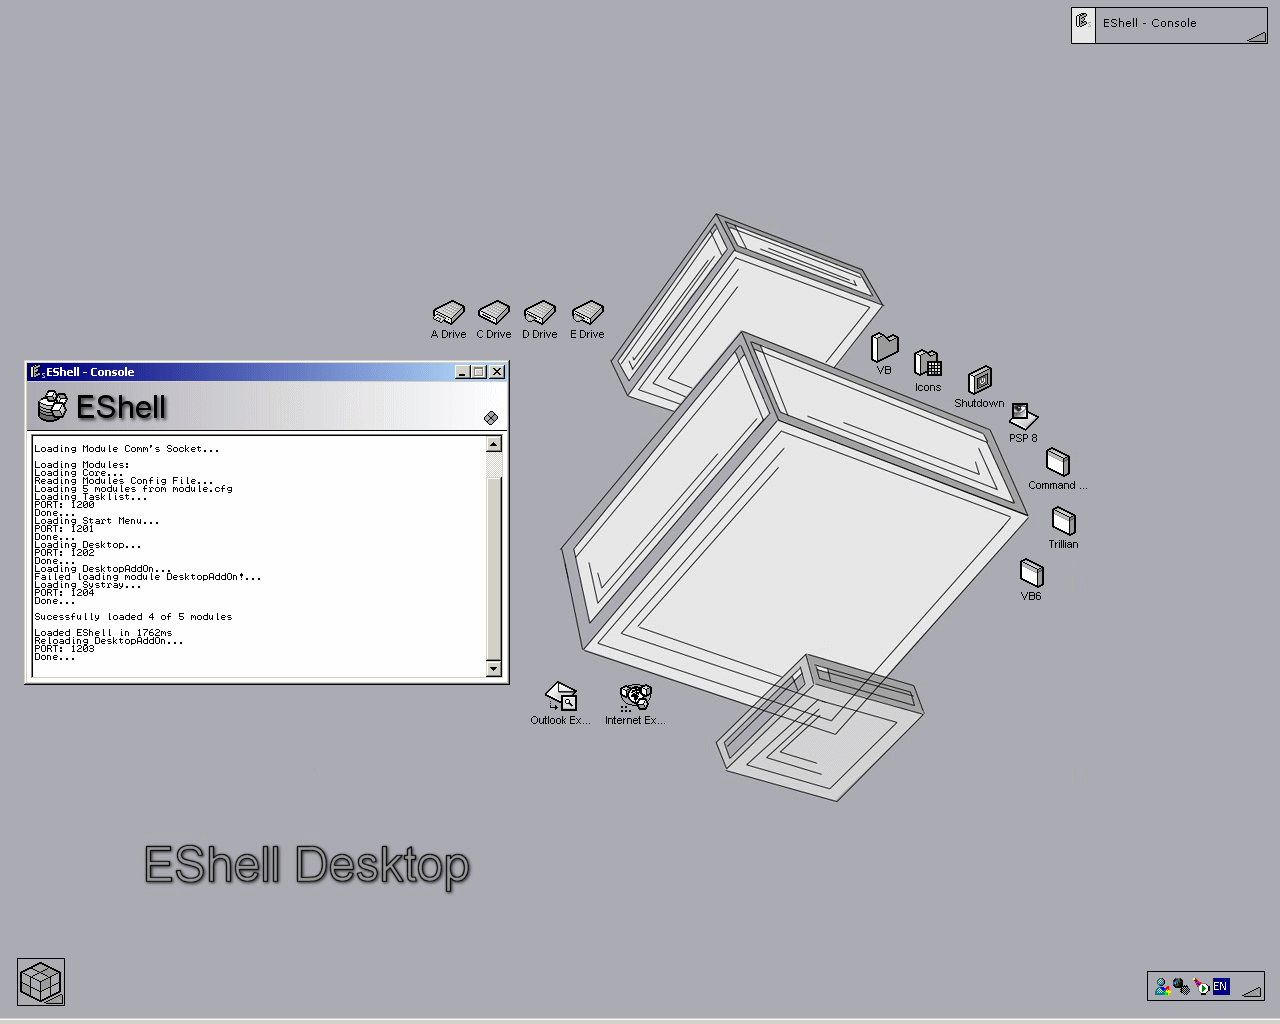 EShell - Console
A Drive
C Drive
D Drive
E Drive
VB
Icons
Shutdown
PSP 8
Command ...
Trillian
VB6
EShell - Console
EShell
Loading Module Comm's Socket...
Loading Modules:
Loading Core...
Reading Modules Config File...
Loading 5 modules from module.cfg
Loading Tasklist...
PORT: 1200
Done...
Loading Start Menu...
PORT: 1201
Done...
Loading Desktop...
PORT: 1202
Done...
Loading DesktopAddOn...
Failed loading module DesktopAddOn!...
Loading Systray...
PORT: 1204
Done...
Sucessfully loaded 4 of 5 modules
Loaded EShell in 1762ms
Reloading DesktopAddOn...
PORT: 1203
Done...
Outlook Ex...
Internet Ex...
EShell Desktop
EN